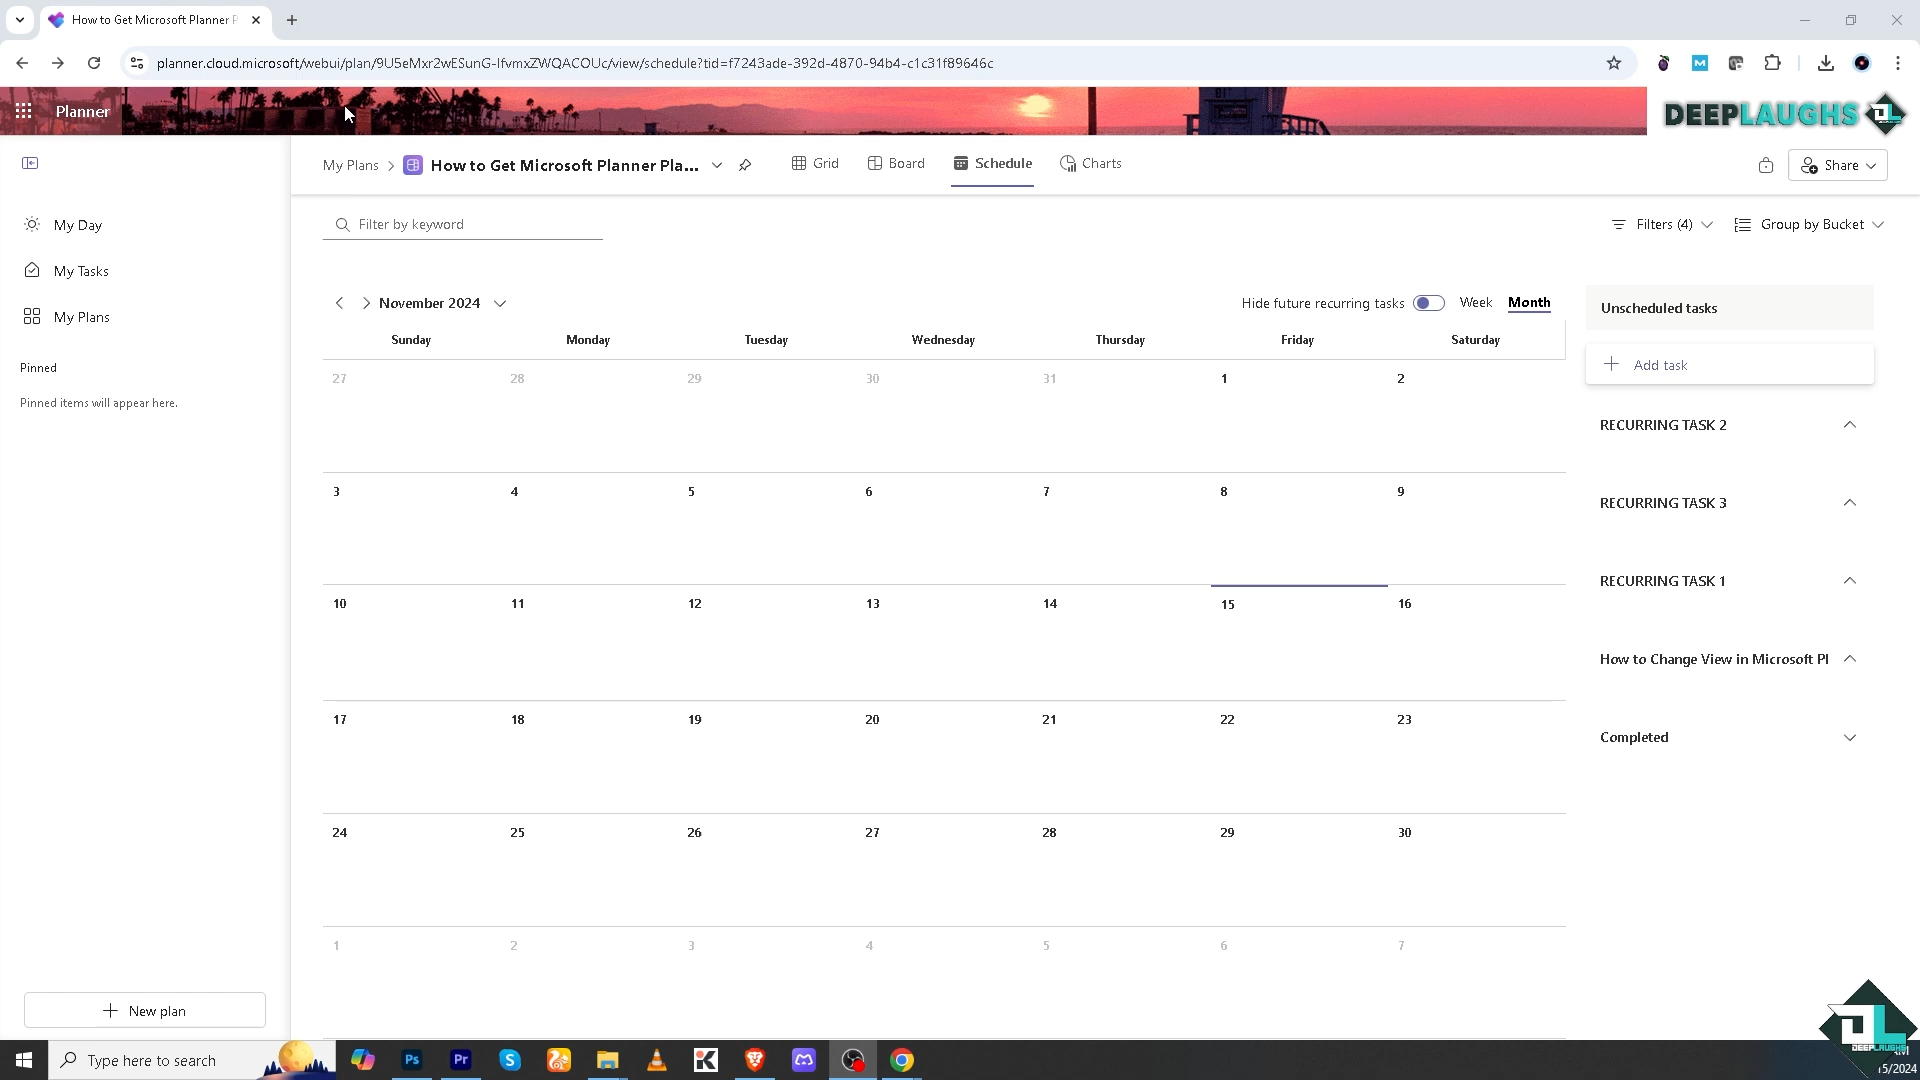 How to Get Microsoft Planner P
planner.cloud.microsoft/webui/plan/9U5eMxr2wESunG-IfvmxZWQACOUc/view/schedule?tid=f7243ade-392d-4870-94b4-c1c31f89646c
Planner
DEEPLAUGHS
My Plans
How to Get Microsoft Planner Pla...
Grid
Board
Schedule
Charts
Share
My Day
My Tasks
My Plans
Pinned
Pinned items will appear here.
New plan
Filter by keyword
Filters (4)
Group by Bucket
November 2024
Hide future recurring tasks
Week
Month
Sunday Monday Tuesday Wednesday Thursday Friday Saturday
27 28 29 30 31 1 2
3 4 5 6 7 8 9
10 11 12 13 14 15 16
17 18 19 20 21 22 23
24 25 26 27 28 29 30
1 2 3 4 5 6 7
Unscheduled tasks
Add task
RECURRING TASK 2
RECURRING TASK 3
RECURRING TASK 1
How to Change View in Microsoft Pl
Completed
Type here to search
Ps
Pr
DEEPLAUGHS
15/2024